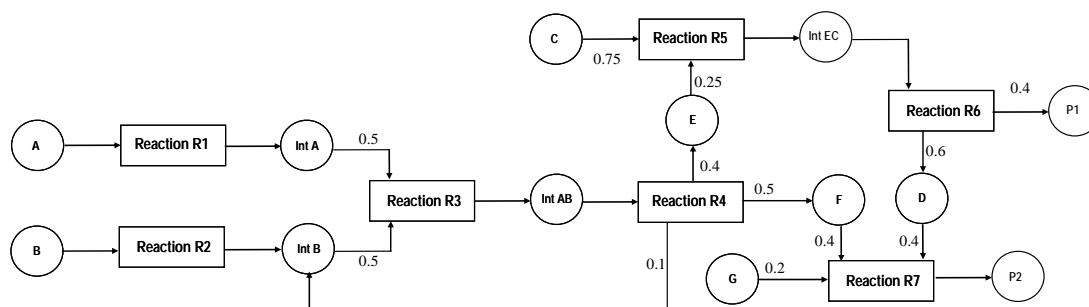 C
0.75
Reaction R5
Int EC
0.25
0.4
Reaction R6
P1
E
0.6
A
Reaction R1
Int A
0.5
0.4
Reaction R3
Int AB
Reaction R4
0.5
F
D
B
Reaction R2
Int B
0.5
0.1
0.4
0.4
G
0.2
Reaction R7
P2